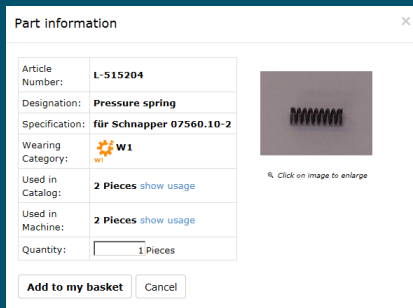 Part information
×
Article
Number:
L-515204
Designation: Pressure spring
Specification: für Schnapper 07560.10-2
Wearing
Category:
W1 W1
Used in
Catalog:
2 Pieces show usage
Used in
Machine:
2 Pieces show usage
Quantity: 1 Pieces
Click on image to enlarge
Add to my basket Cancel